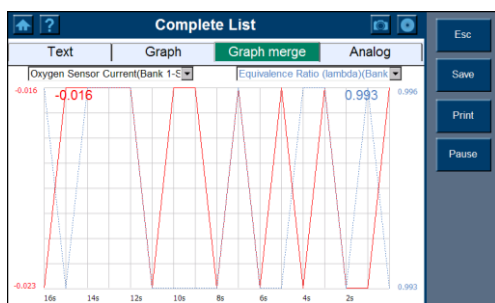 ? Complete List
Esc
Text Graph Graph merge Analog
Oxygen Sensor Current(Bank 1-S Equivalence Ratio (lambda)(Bank
Save
-0.016 -0.016 0.993 0.996
Print
Pause
-0.023 0.993
16s 14s 12s 10s 8s 6s 4s 2s